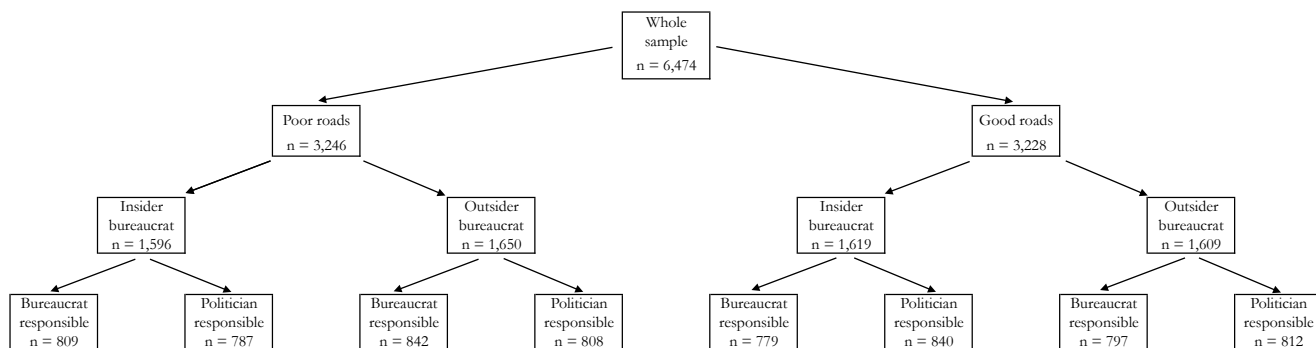 Whole
sample
n = 6,474
Poor roads
n = 3,246
Good roads
n = 3,228
Insider
bureaucrat
n = 1,596
Outsider
bureaucrat
n = 1,650
Insider
bureaucrat
n = 1,619
Outsider
bureaucrat
n = 1,609
Bureaucrat
responsible
n = 809
Politician
responsible
n = 787
Bureaucrat
responsible
n = 842
Politician
responsible
n = 808
Bureaucrat
responsible
n = 779
Politician
responsible
n = 840
Bureaucrat
responsible
n = 797
Politician
responsible
n = 812